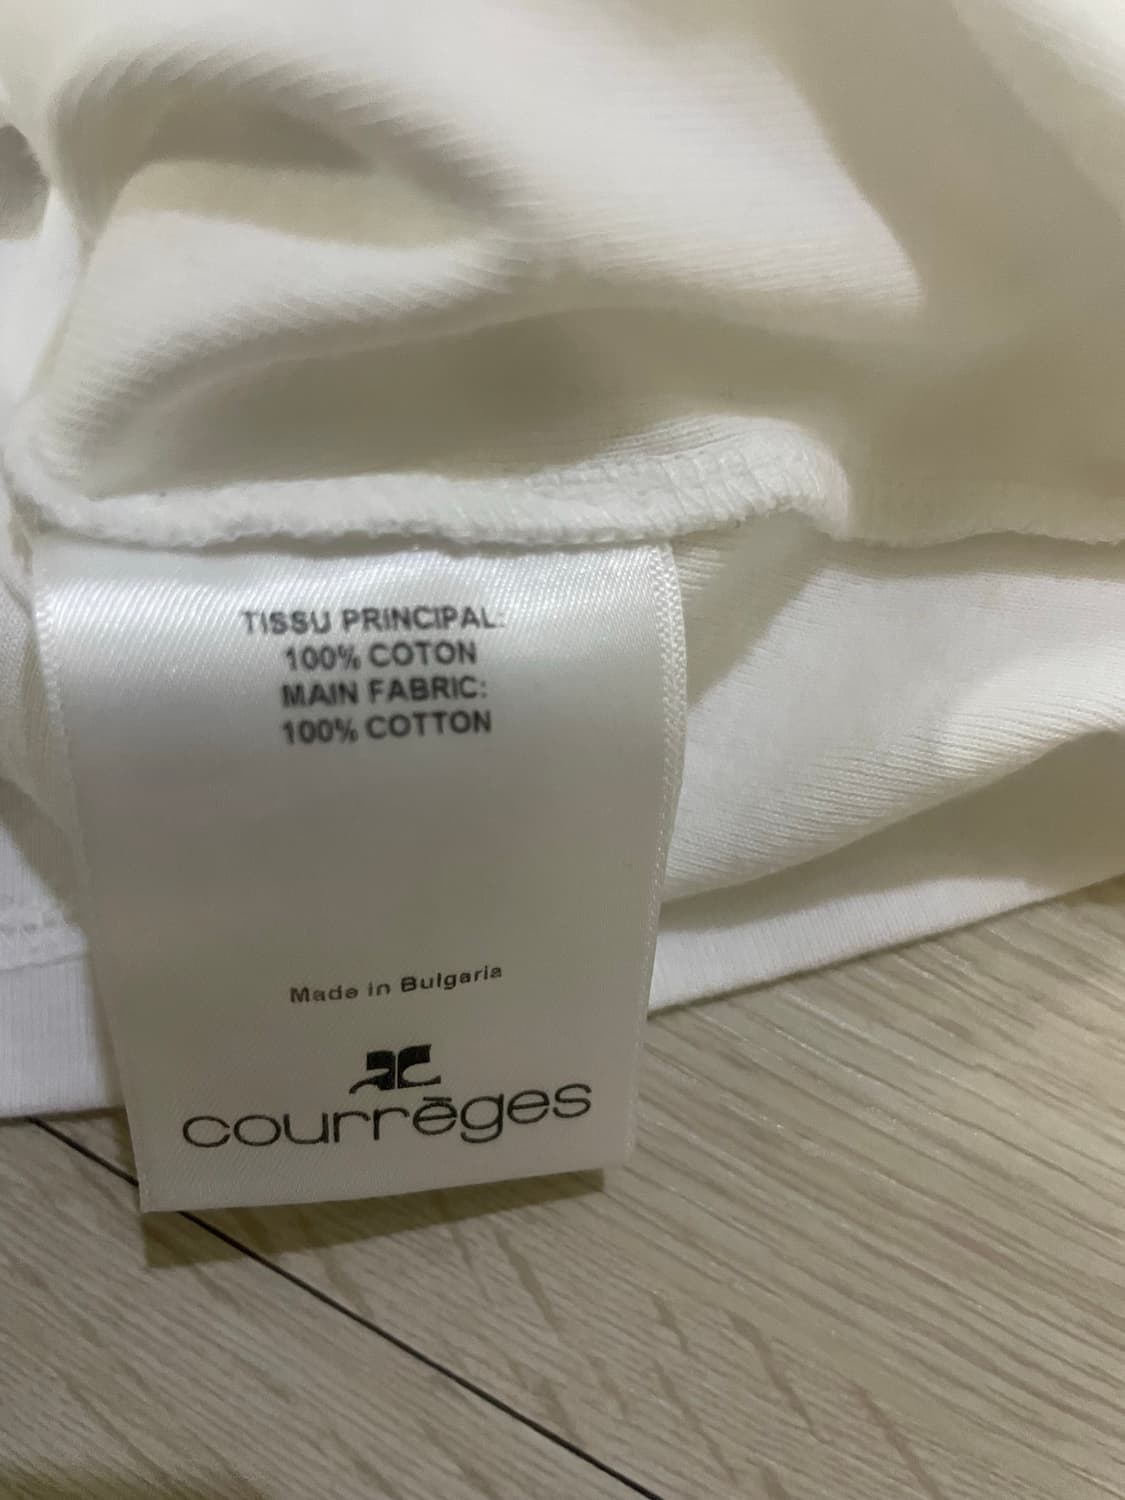 TISSU PRINCIPAL:
100% COTON
MAIN FABRIC:
100% COTTON
Made in Bulgaria
courrēges